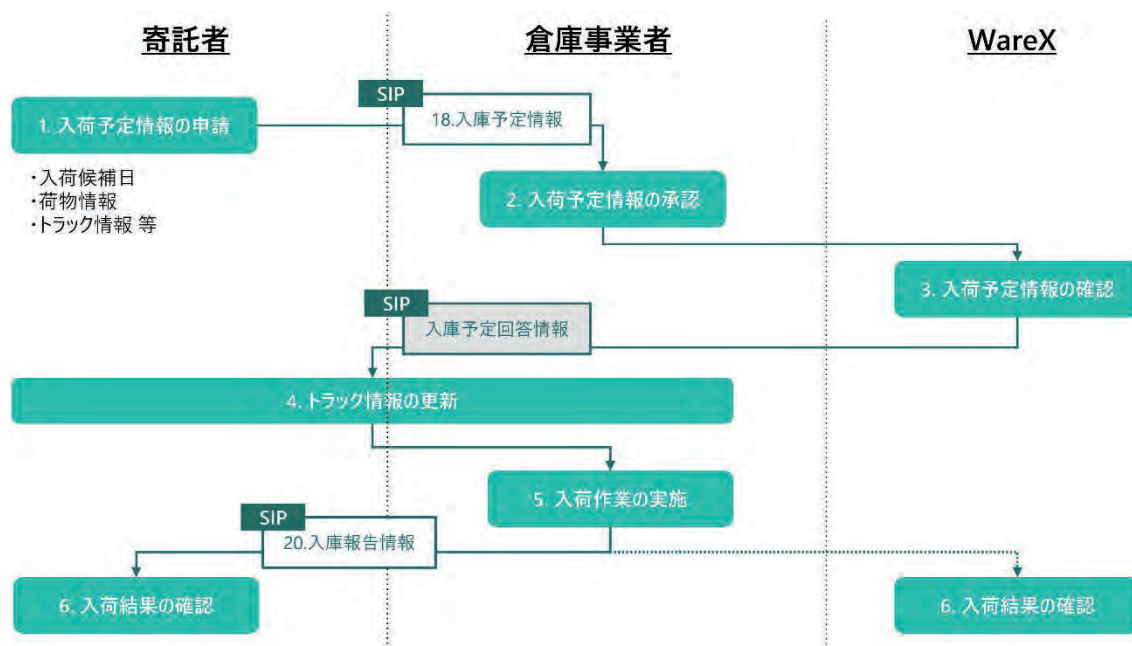 寄託者
倉庫事業者
WareX
SIP
1. 入荷予定情報の申請
18.入庫予定情報
・入荷候補日
・荷物情報
・トラック情報 等
2. 入荷予定情報の承認
3. 入荷予定情報の確認
SIP
入庫予定回答情報
4. トラック情報の更新
5. 入荷作業の実施
SIP
20.入庫報告情報
6. 入荷結果の確認
6. 入荷結果の確認